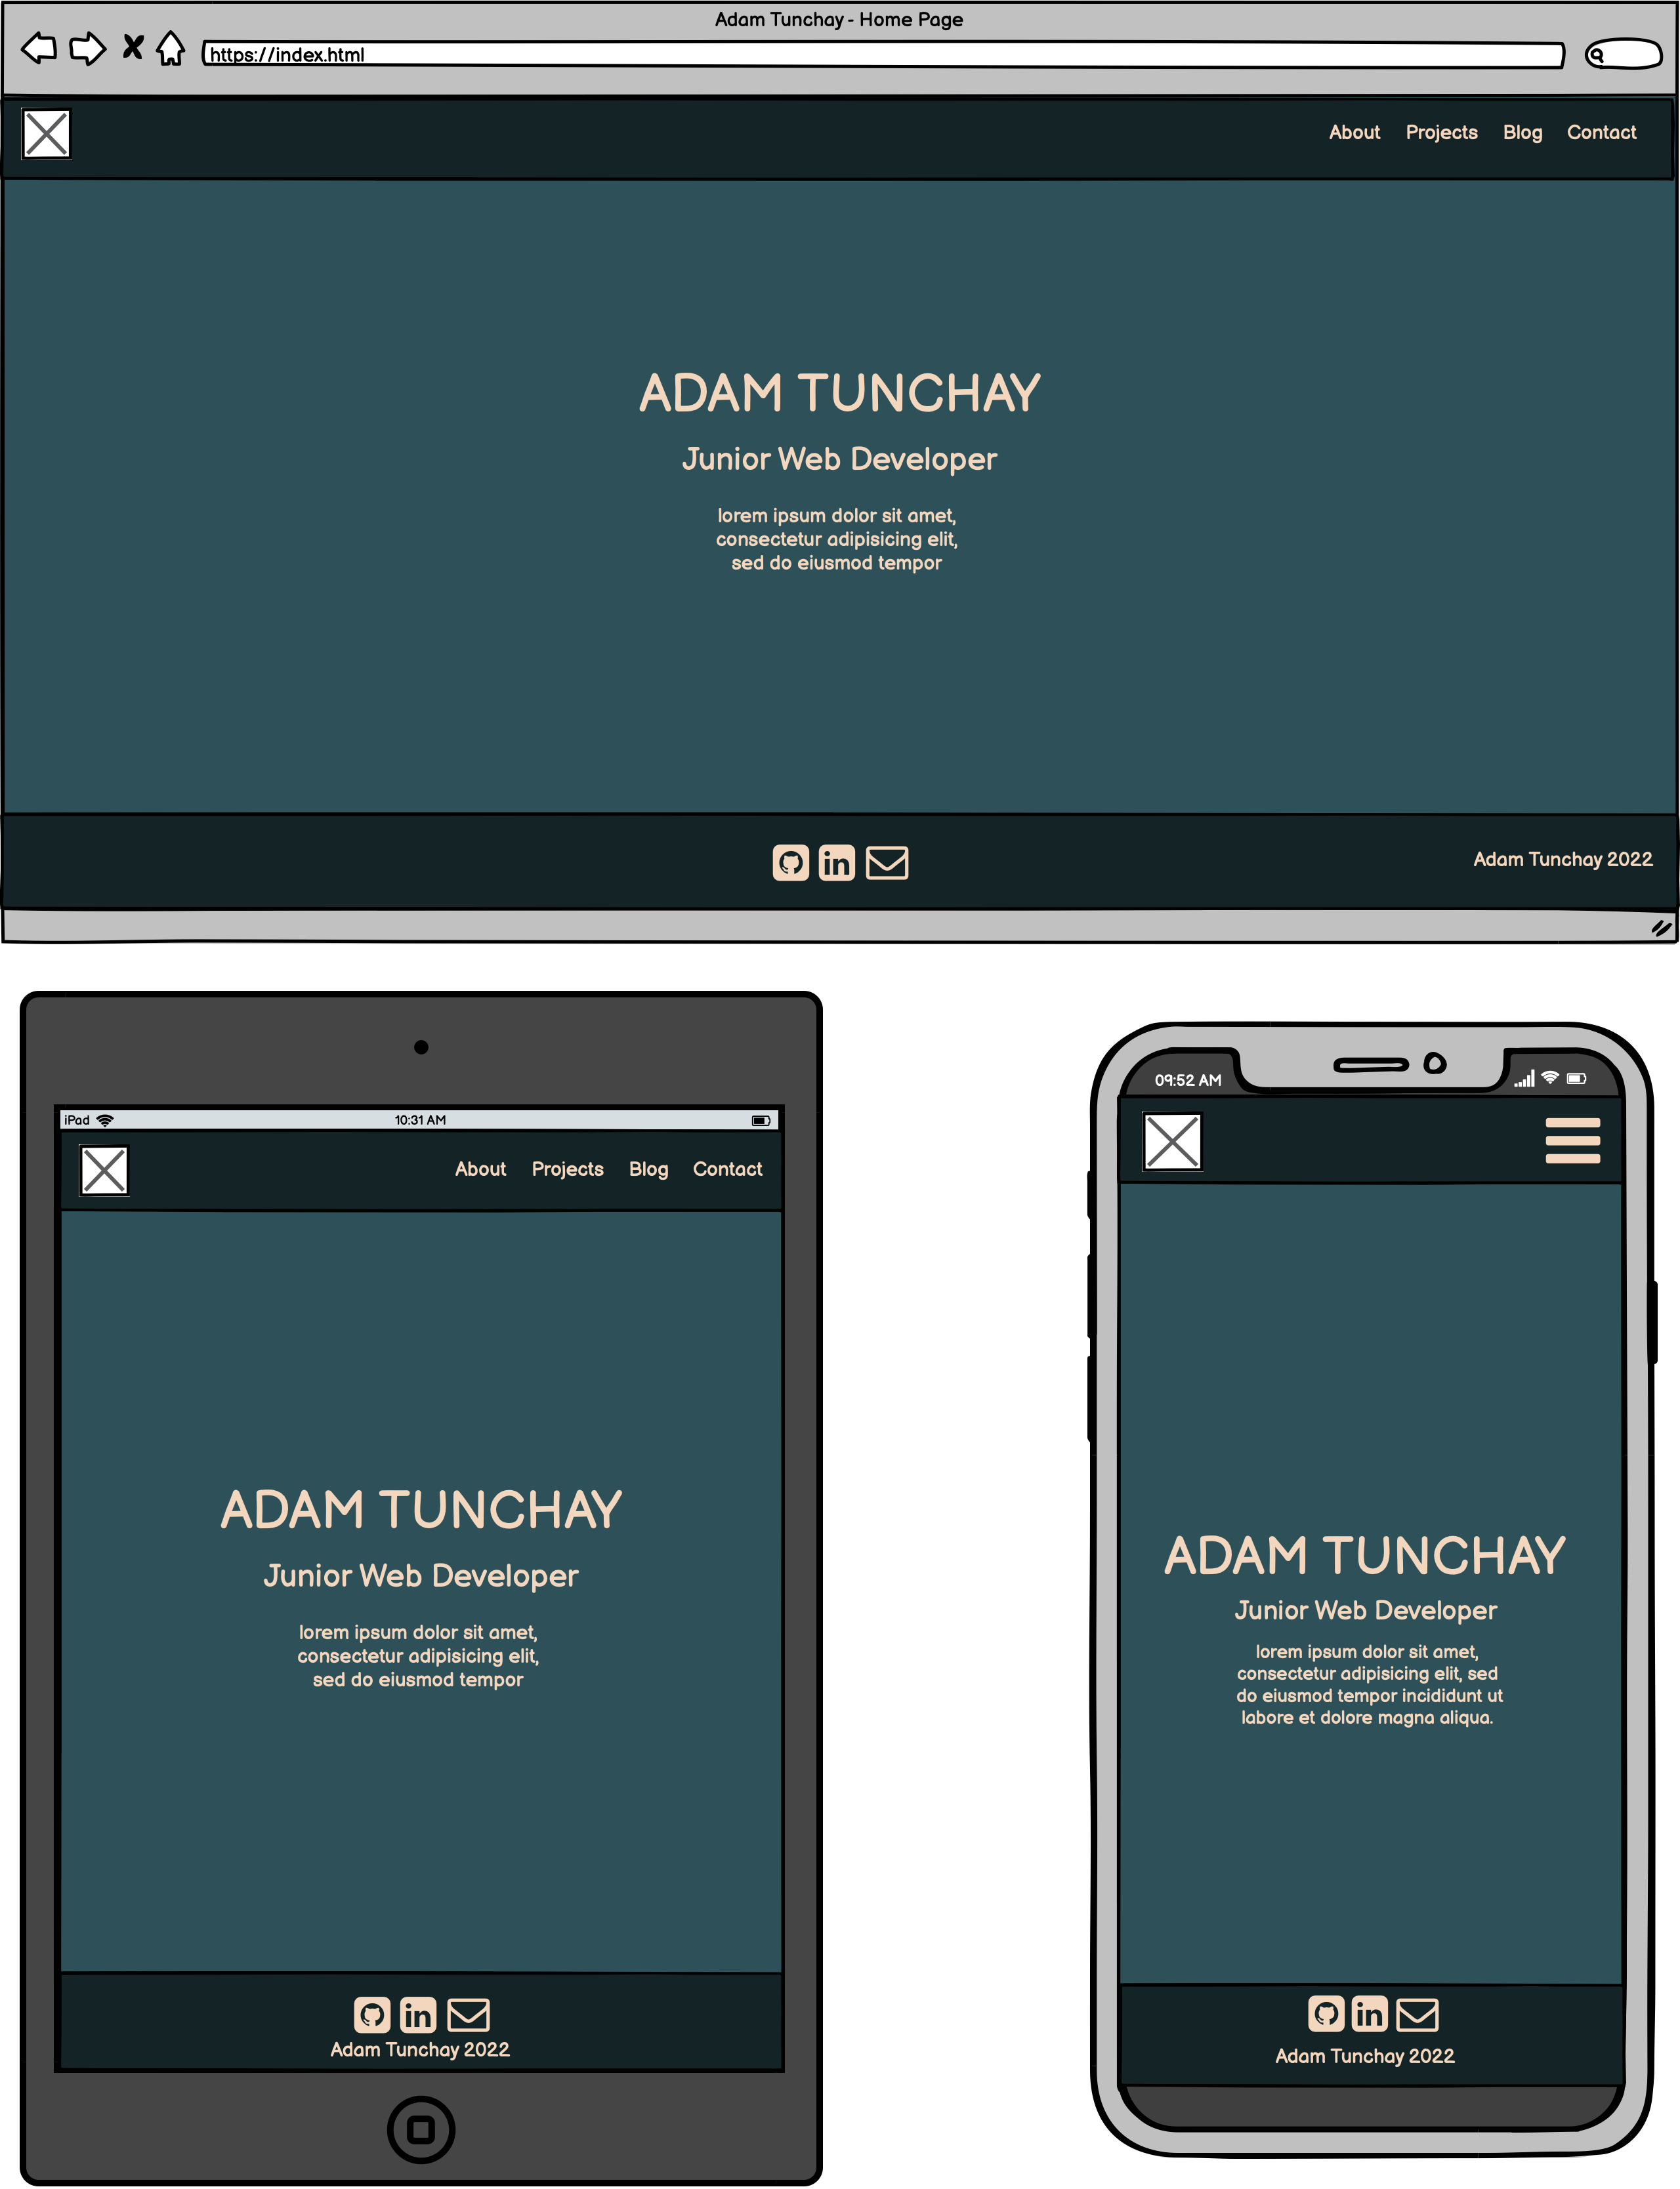 Adam Tunchay - Home Page
https://index.html
About Projects Blog Contact
ADAM TUNCHAY
Junior Web Developer
lorem ipsum dolor sit amet,
consectetur adipisicing elit,
sed do eiusmod tempor
in
Adam Tunchay 2022
iPad 10:31 AM
About Projects Blog Contact
ADAM TUNCHAY
Junior Web Developer
lorem ipsum dolor sit amet,
consectetur adipisicing elit,
sed do eiusmod tempor
in
Adam Tunchay 2022
09:52 AM
ADAM TUNCHAY
Junior Web Developer
lorem ipsum dolor sit amet,
consectetur adipisicing elit, sed
do eiusmod tempor incididunt ut
labore et dolore magna aliqua.
in
Adam Tunchay 2022